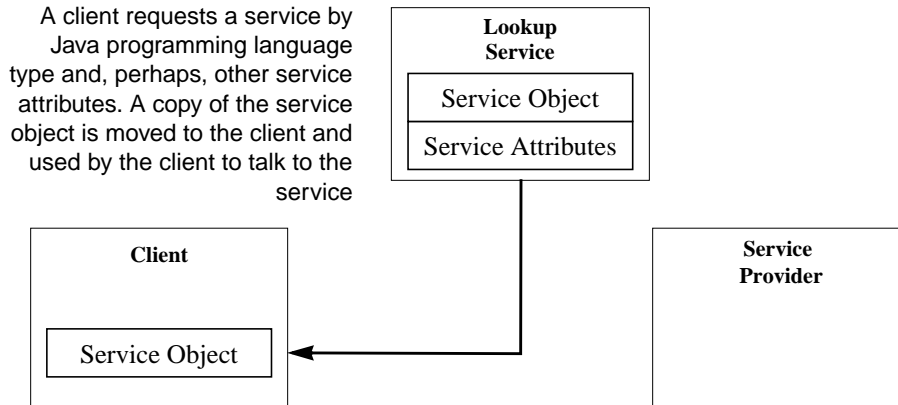 A client requests a service by
Java programming language
type and, perhaps, other service
attributes. A copy of the service
object is moved to the client and
used by the client to talk to the
service
Lookup
Service
Service Object
Service Attributes
Client
Service Object
Service
Provider